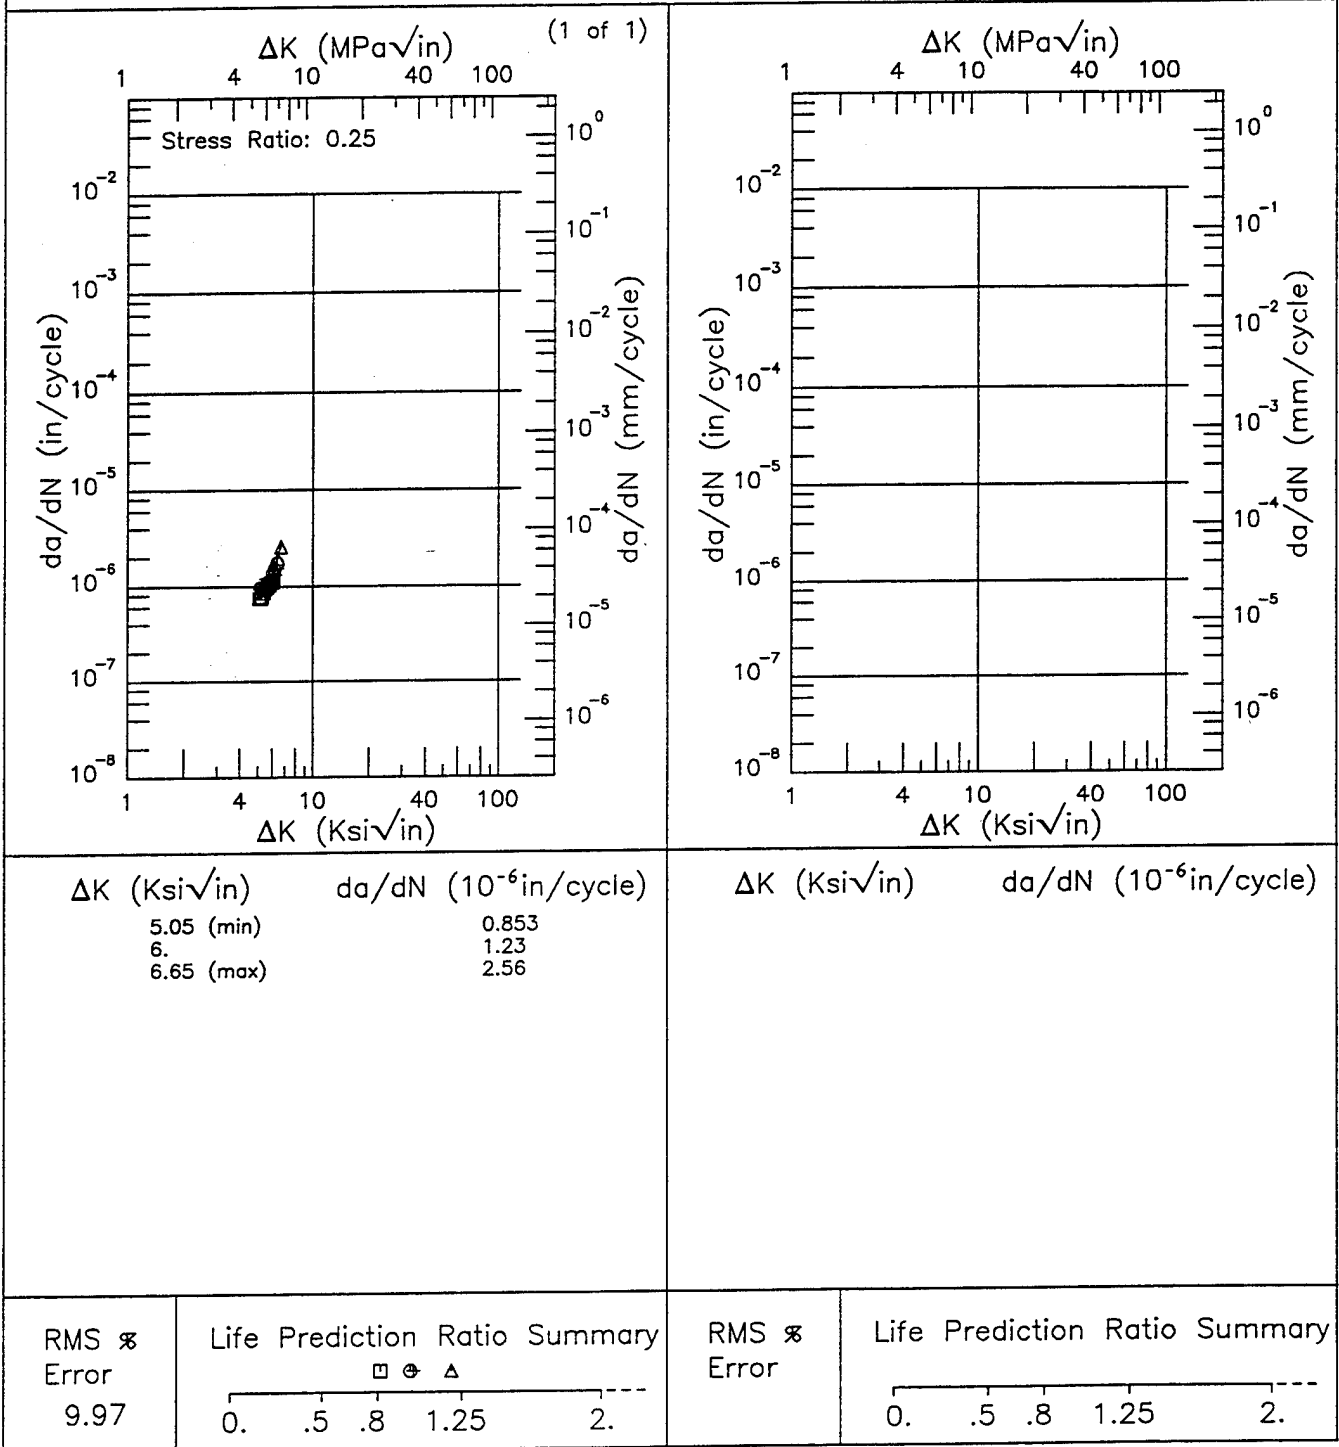 (1 of 1)
ΔK (MPa√in)
1 4 10 40 100
Stress Ratio: 0.25
10⁰
10⁻²
10⁻¹
10⁻³
10⁻²
10⁻⁴
10⁻³
10⁻⁵
10⁻⁴
10⁻⁶
10⁻⁵
10⁻⁷
10⁻⁶
10⁻⁸
da/dN (in/cycle)
da/dN (mm/cycle)
1 4 10 40 100
ΔK (Ksi√in)
ΔK (MPa√in)
1 4 10 40 100
10⁰
10⁻²
10⁻¹
10⁻³
10⁻²
10⁻⁴
10⁻³
10⁻⁵
10⁻⁴
10⁻⁶
10⁻⁵
10⁻⁷
10⁻⁶
10⁻⁸
da/dN (in/cycle)
da/dN (mm/cycle)
1 4 10 40 100
ΔK (Ksi√in)
ΔK (Ksi√in) da/dN (10⁻⁶in/cycle)
5.05 (min) 0.853
6. 1.23
6.65 (max) 2.56
ΔK (Ksi√in) da/dN (10⁻⁶in/cycle)
RMS %
Error
9.97
Life Prediction Ratio Summary
0. .5 .8 1.25 2.
RMS %
Error
Life Prediction Ratio Summary
0. .5 .8 1.25 2.